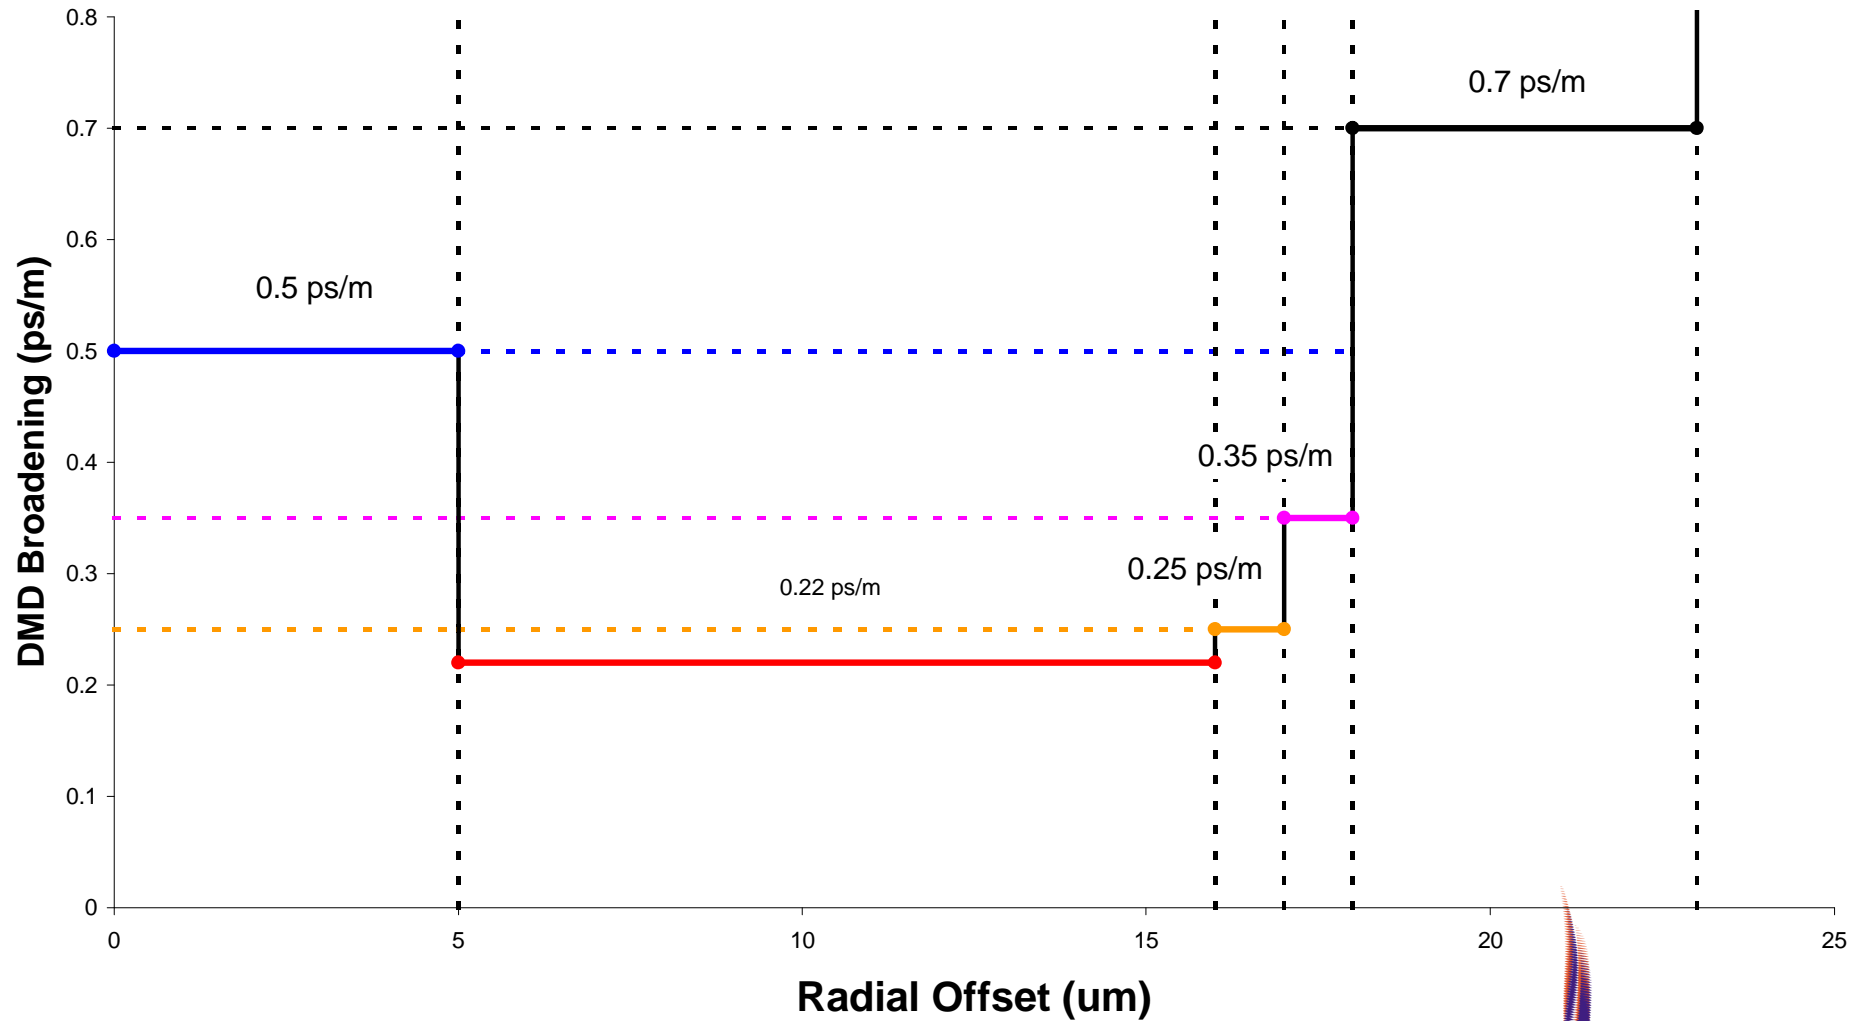 0.8
0.7 ps/m
0.7
0.6
0.5 ps/m
0.5
0.4
0.35 ps/m
0.3
0.25 ps/m
0.22 ps/m
0.2
0.1
0
DMD Broadening (ps/m)
0 5 10 15 20 25
Radial Offset (um)